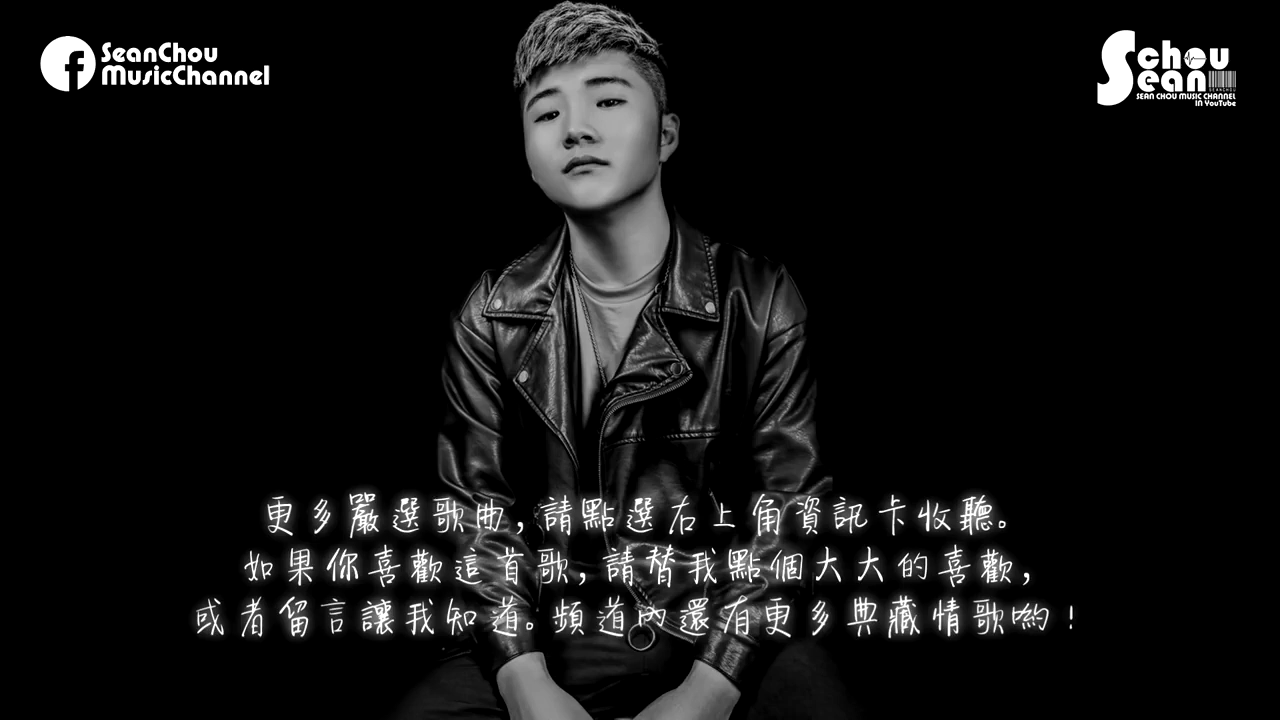 SeanChou
MusicChannel
Schou
Sean
SEAN CHOU MUSIC CHANNEL
IN YouTube
更多嚴選歌曲,請點選右上角資訊卡收聽。
如果你喜歡這首歌,請替我點個大大的喜歡,
或者留言讓我知道。頻道內還有更多典藏情歌喲!